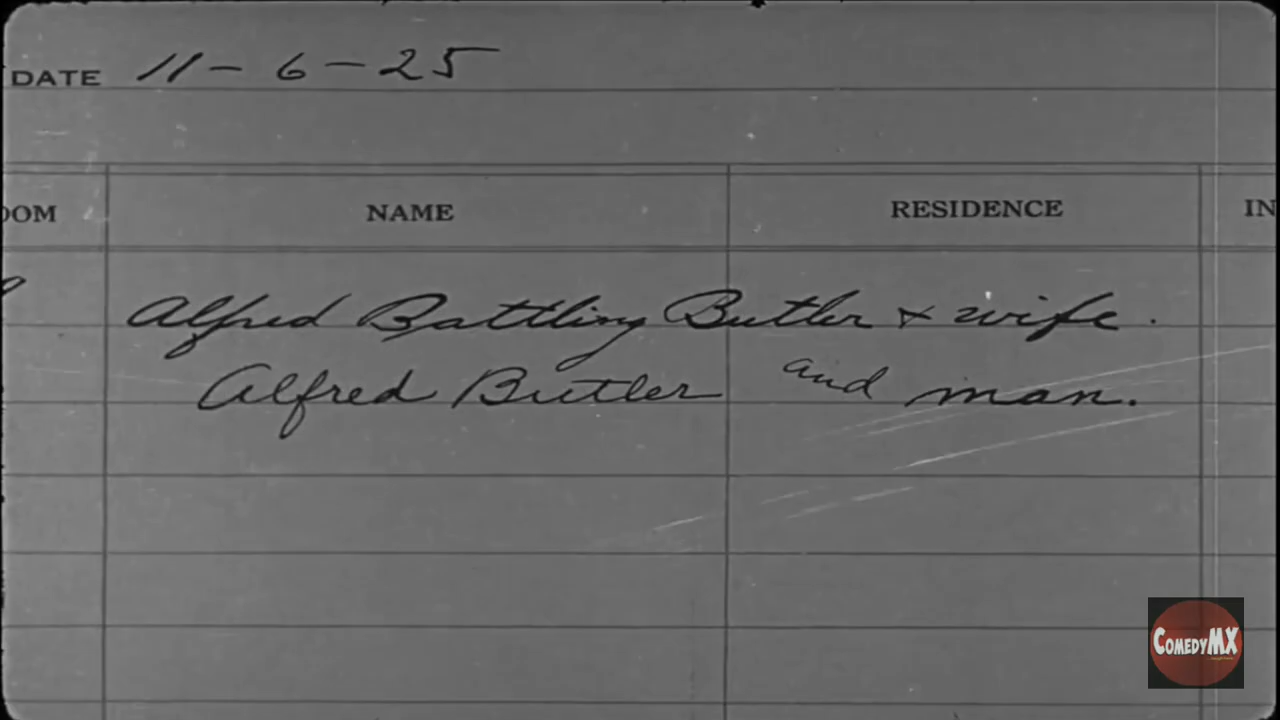 DATE 11 - 6 - 25
OOM NAME RESIDENCE IN
Alfred Battling Butler & wife.
Alfred Butler and man.
COMEDYMX